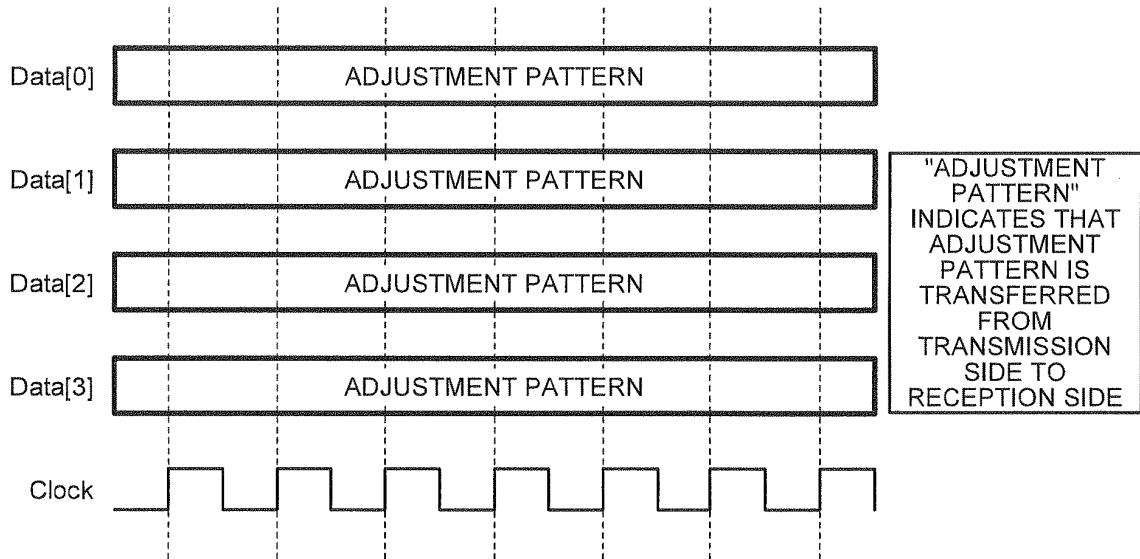 Data[0] ADJUSTMENT PATTERN
Data[1] ADJUSTMENT PATTERN
Data[2] ADJUSTMENT PATTERN
Data[3] ADJUSTMENT PATTERN
Clock
"ADJUSTMENT
PATTERN"
INDICATES THAT
ADJUSTMENT
PATTERN IS
TRANSFERRED
FROM
TRANSMISSION
SIDE TO
RECEPTION SIDE